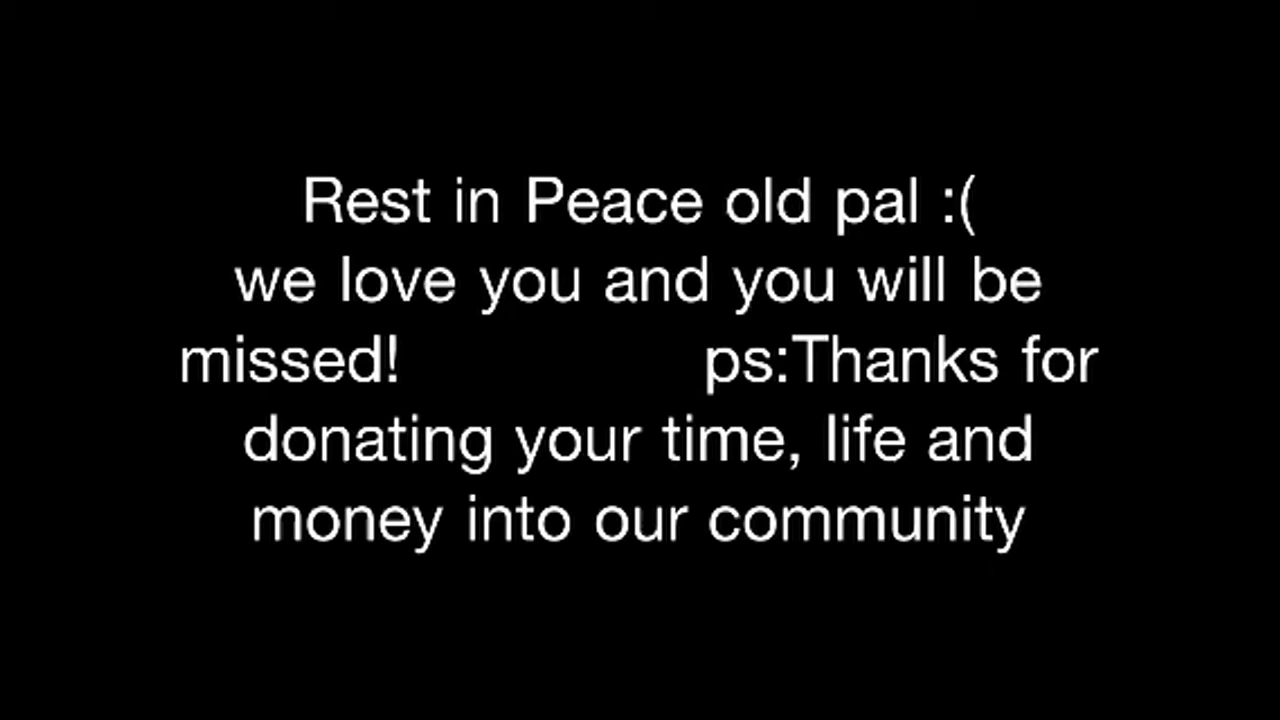 Rest in Peace old pal :(
we love you and you will be
missed! ps:Thanks for
donating your time, life and
money into our community